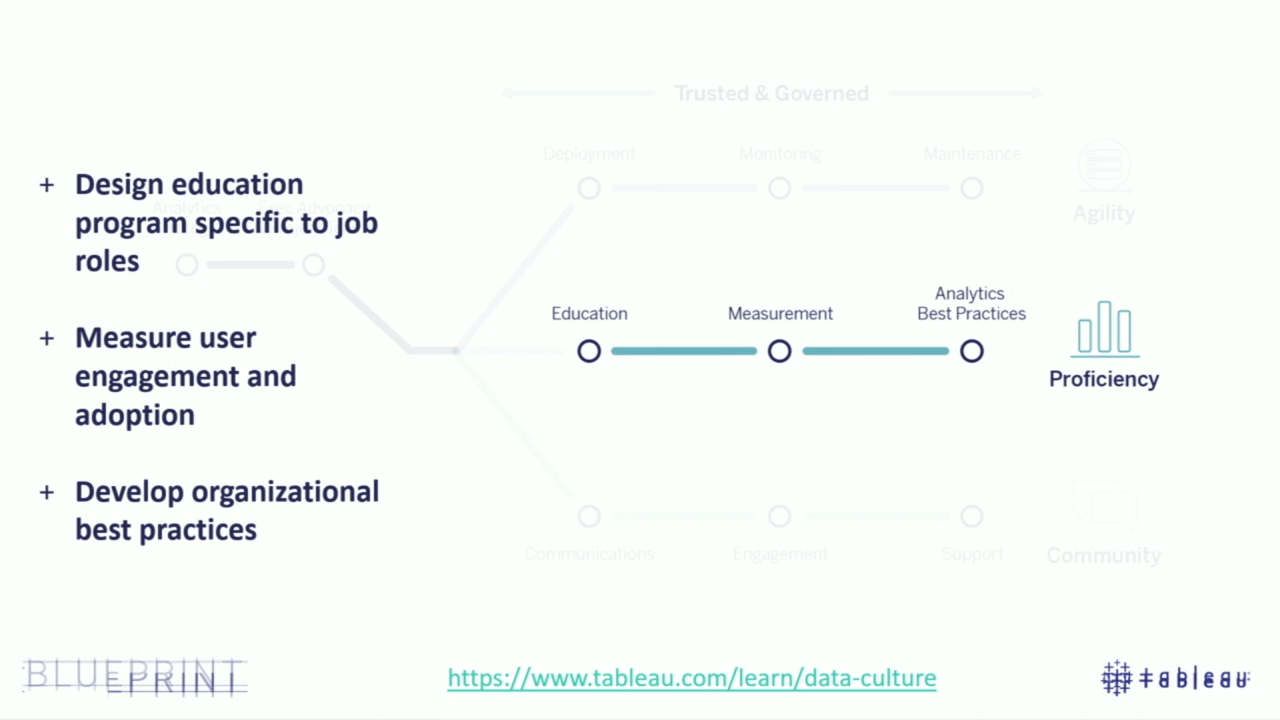 Trusted & Governed
Deployment
Monitoring
Maintenance
+ Design education
program specific to job
roles
Analytics
Agility
Education
Measurement
Analytics
Best Practices
Proficiency
+ Measure user
engagement and
adoption
+ Develop organizational
best practices
Communications
Engagement
Support
Community
BLUEPRINT
https://www.tableau.com/learn/data-culture
+ableau